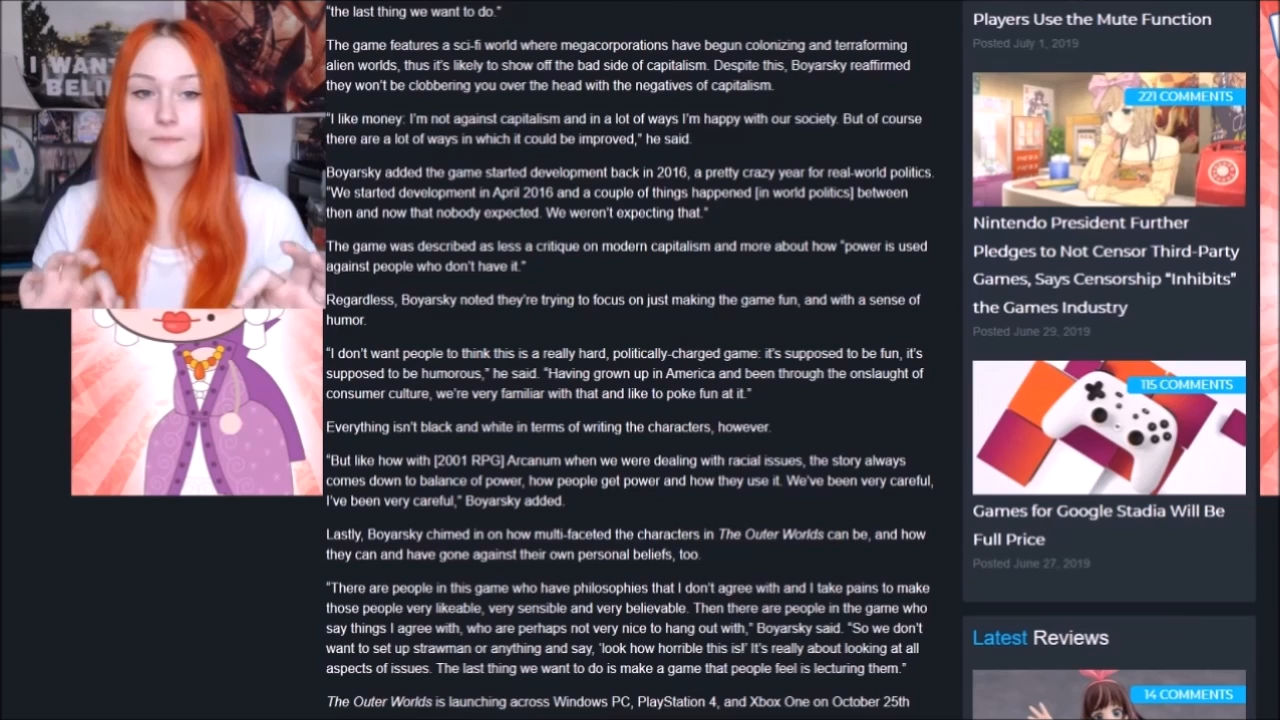 I WANT
BELI
"the last thing we want to do."
The game features a sci-fi world where megacorporations have begun colonizing and terraforming
alien worlds, thus it's likely to show off the bad side of capitalism. Despite this, Boyarsky reaffirmed
they won't be clobbering you over the head with the negatives of capitalism.
"I like money: I'm not against capitalism and in a lot of ways I'm happy with our society. But of course
there are a lot of ways in which it could be improved," he said.
Boyarsky added the game started development back in 2016, a pretty crazy year for real-world politics.
"We started development in April 2016 and a couple of things happened [in world politics] between
then and now that nobody expected. We weren't expecting that."
The game was described as less a critique on modern capitalism and more about how "power is used
against people who don't have it."
Regardless, Boyarsky noted they're trying to focus on just making the game fun, and with a sense of
humor.
"I don't want people to think this is a really hard, politically-charged game: it's supposed to be fun, it's
supposed to be humorous," he said. "Having grown up in America and been through the onslaught of
consumer culture, we're very familiar with that and like to poke fun at it."
Everything isn't black and white in terms of writing the characters, however.
"But like how with [2001 RPG] Arcanum when we were dealing with racial issues, the story always
comes down to balance of power, how people get power and how they use it. We've been very careful,
I've been very careful," Boyarsky added.
Lastly, Boyarsky chimed in on how multi-faceted the characters in The Outer Worlds can be, and how
they can and have gone against their own personal beliefs, too.
"There are people in this game who have philosophies that I don't agree with and I take pains to make
those people very likeable, very sensible and very believable. Then there are people in the game who
say things I agree with, who are perhaps not very nice to hang out with," Boyarsky said. "So we don't
want to set up strawman or anything and say, 'look how horrible this is!' It's really about looking at all
aspects of issues. The last thing we want to do is make a game that people feel is lecturing them."
The Outer Worlds is launching across Windows PC, PlayStation 4, and Xbox One on October 25th
Players Use the Mute Function
Posted July 1, 2019
221 COMMENTS
Nintendo President Further
Pledges to Not Censor Third-Party
Games, Says Censorship "Inhibits"
the Games Industry
Posted June 29, 2019
115 COMMENTS
Games for Google Stadia Will Be
Full Price
Posted June 27, 2019
Latest Reviews
14 COMMENTS